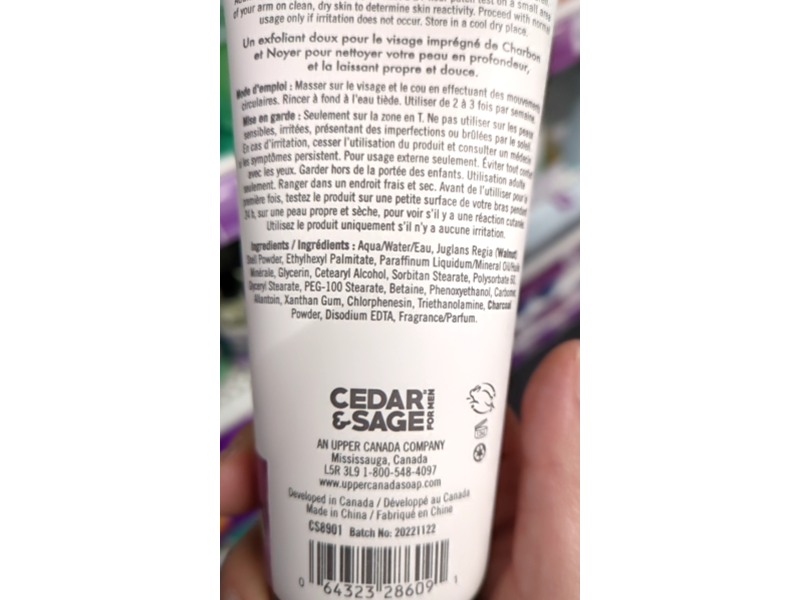 of your arm on clean, dry skin to determine skin reactivity. Proceed with normal
usage only if irritation does not occur. Store in a cool dry place.
Un exfoliant doux pour le visage imprégné de Charbon
et Noyer pour nettoyer votre peau en profondeur,
et la laissant propre et douce.
Mode d'emploi : Masser sur le visage et le cou en effectuant des mouvements
circulaires. Rincer à fond à l'eau tiède. Utiliser de 2 à 3 fois par semaine.
Mise en garde : Seulement sur la zone en T. Ne pas utiliser sur les peaux
sensibles, irritées, présentant des imperfections ou brûlées par le soleil.
En cas d'irritation, cesser l'utilisation du produit et consulter un médecin
si les symptômes persistent. Pour usage externe seulement. Éviter tout contact
avec les yeux. Garder hors de la portée des enfants. Utilisation adulte
seulement. Ranger dans un endroit frais et sec. Avant de l'utiliser pour la
première fois, testez le produit sur une petite surface de votre bras pendant
24 h, sur une peau propre et sèche, pour voir s'il y a une réaction cutanée.
Utilisez le produit uniquement s'il n'y a aucune irritation.
Ingredients / Ingrédients : Aqua/Water/Eau, Juglans Regia (Walnut)
Shell Powder, Ethylhexyl Palmitate, Paraffinum Liquidum/Mineral Oil/Huile
Minérale, Glycerin, Cetearyl Alcohol, Sorbitan Stearate, Polysorbate 60,
Glyceryl Stearate, PEG-100 Stearate, Betaine, Phenoxyethanol, Carbomer,
Allantoin, Xanthan Gum, Chlorphenesin, Triethanolamine, Charcoal
Powder, Disodium EDTA, Fragrance/Parfum.
CEDAR
&SAGE
FOR MEN
AN UPPER CANADA COMPANY
Mississauga, Canada
L5R 3L9 1-800-548-4097
www.uppercanadasoap.com
Developed in Canada / Développé au Canada
Made in China / Fabriqué en Chine
CS8901 Batch No: 20221122
0 64323 28609 1